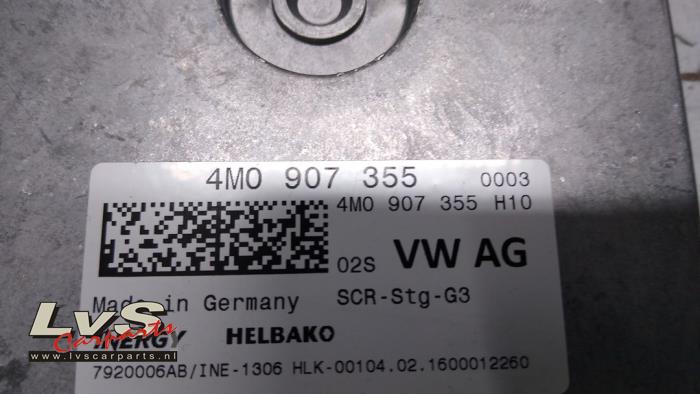 4M0 907 355 0003
4M0 907 355 H10
02S VW AG
Made in Germany SCR-Stg-G3
INERGY HELBAKO
7920006AB/INE-1306 HLK-00104.02.1600012260
LvS
Carparts
www.lvscarparts.nl